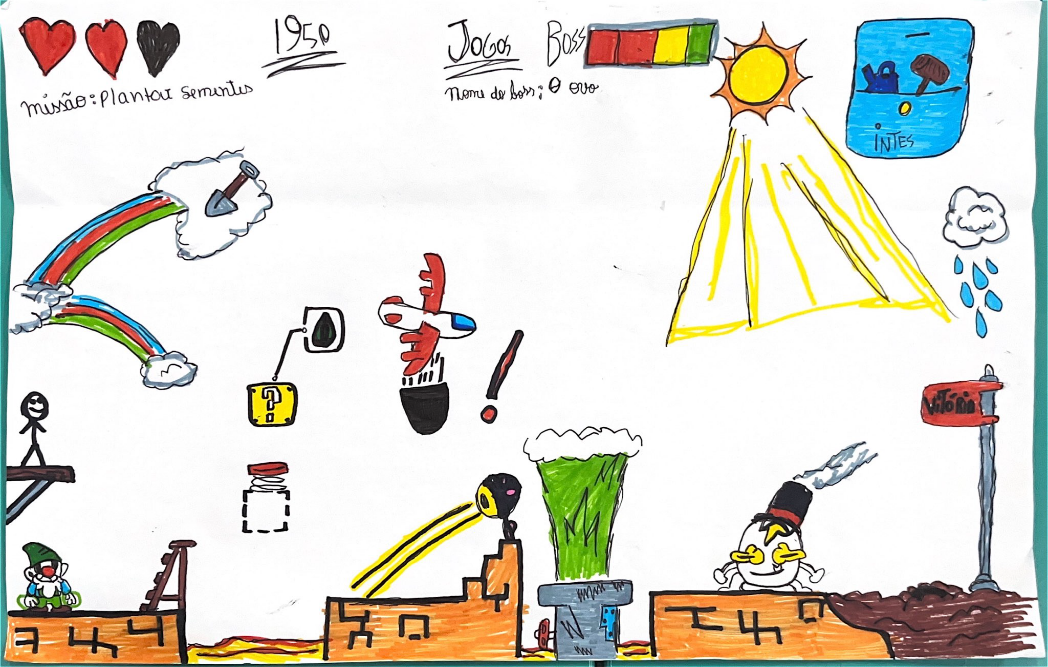 1950
Jogos
Boss
missão: Plantar sementes
Nome do boss: O ovo
iNTES
?
!
Vitória